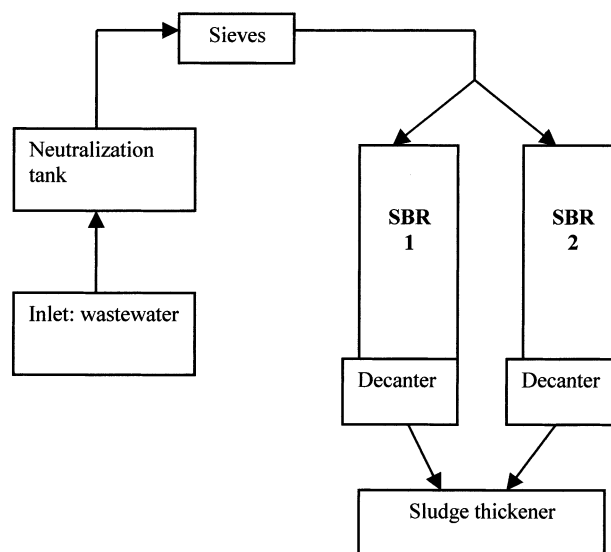 Sieves
Neutralization
tank
Inlet: wastewater
SBR
1
SBR
2
Decanter
Decanter
Sludge thickener